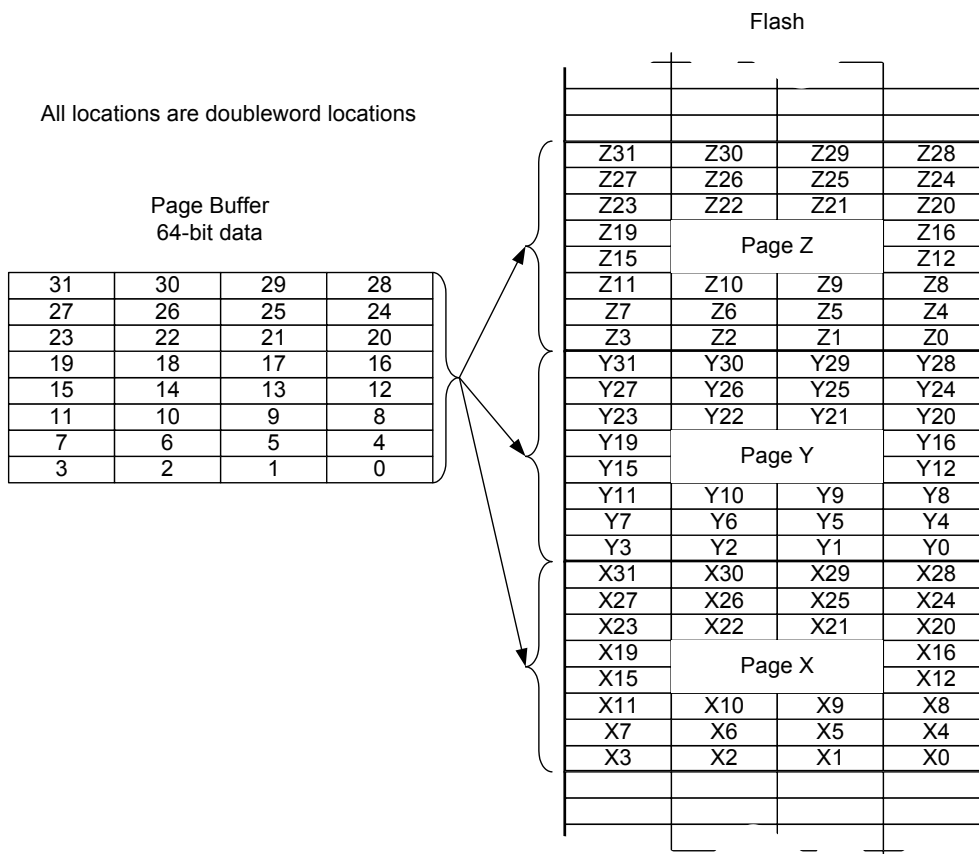 Flash
All locations are doubleword locations
Page Buffer
64-bit data
31 30 29 28
27 26 25 24
23 22 21 20
19 18 17 16
15 14 13 12
11 10 9 8
7 6 5 4
3 2 1 0
Z31 Z30 Z29 Z28
Z27 Z26 Z25 Z24
Z23 Z22 Z21 Z20
Z19 Z16
Page Z
Z15 Z12
Z11 Z10 Z9 Z8
Z7 Z6 Z5 Z4
Z3 Z2 Z1 Z0
Y31 Y30 Y29 Y28
Y27 Y26 Y25 Y24
Y23 Y22 Y21 Y20
Y19 Y16
Page Y
Y15 Y12
Y11 Y10 Y9 Y8
Y7 Y6 Y5 Y4
Y3 Y2 Y1 Y0
X31 X30 X29 X28
X27 X26 X25 X24
X23 X22 X21 X20
X19 X16
Page X
X15 X12
X11 X10 X9 X8
X7 X6 X5 X4
X3 X2 X1 X0